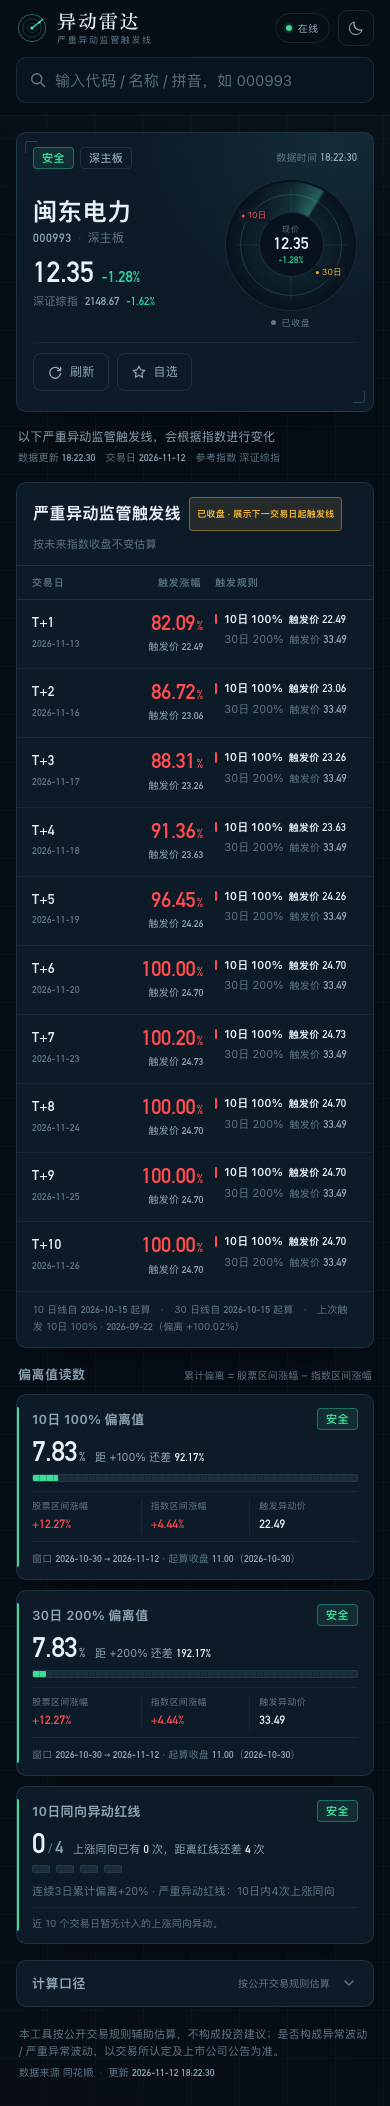 异动雷达
严重异动监管触发线
在线
输入代码 / 名称 / 拼音，如 000993
安全 深主板
数据时间 18:22:30
闽东电力
000993 · 深主板
12.35 -1.28%
深证综指 2148.67 -1.62%
10日
现价
12.35
-1.28%
30日
已收盘
刷新 自选
以下严重异动监管触发线，会根据指数进行变化
数据更新 18:22:30 交易日 2026-11-12 参考指数 深证综指
严重异动监管触发线 已收盘 · 展示下一交易日起触发线
按未来指数收盘不变估算
交易日 触发涨幅 触发规则
T+1 82.09% 10日 100% 触发价 22.49
2026-11-13 触发价 22.49 30日 200% 触发价 33.49
T+2 86.72% 10日 100% 触发价 23.06
2026-11-16 触发价 23.06 30日 200% 触发价 33.49
T+3 88.31% 10日 100% 触发价 23.26
2026-11-17 触发价 23.26 30日 200% 触发价 33.49
T+4 91.36% 10日 100% 触发价 23.63
2026-11-18 触发价 23.63 30日 200% 触发价 33.49
T+5 96.45% 10日 100% 触发价 24.26
2026-11-19 触发价 24.26 30日 200% 触发价 33.49
T+6 100.00% 10日 100% 触发价 24.70
2026-11-20 触发价 24.70 30日 200% 触发价 33.49
T+7 100.20% 10日 100% 触发价 24.73
2026-11-23 触发价 24.73 30日 200% 触发价 33.49
T+8 100.00% 10日 100% 触发价 24.70
2026-11-24 触发价 24.70 30日 200% 触发价 33.49
T+9 100.00% 10日 100% 触发价 24.70
2026-11-25 触发价 24.70 30日 200% 触发价 33.49
T+10 100.00% 10日 100% 触发价 24.70
2026-11-26 触发价 24.70 30日 200% 触发价 33.49
10 日线自 2026-10-15 起算 · 30 日线自 2026-10-15 起算 · 上次触
发 10日 100% · 2026-09-22（偏离 +100.02%）
偏离值读数 累计偏离 = 股票区间涨幅 − 指数区间涨幅
10日 100% 偏离值 安全
7.83% 距 +100% 还差 92.17%
股票区间涨幅 指数区间涨幅 触发异动价
+12.27% +4.44% 22.49
窗口 2026-10-30 → 2026-11-12 · 起算收盘 11.00（2026-10-30）
30日 200% 偏离值 安全
7.83% 距 +200% 还差 192.17%
股票区间涨幅 指数区间涨幅 触发异动价
+12.27% +4.44% 33.49
窗口 2026-10-30 → 2026-11-12 · 起算收盘 11.00（2026-10-30）
10日同向异动红线 安全
0 / 4 上涨同向已有 0 次，距离红线还差 4 次
连续3日累计偏离+20% · 严重异动红线：10日内4次上涨同向
近 10 个交易日暂无计入的上涨同向异动。
计算口径 按公开交易规则估算
本工具按公开交易规则辅助估算，不构成投资建议；是否构成异常波动
/ 严重异常波动，以交易所认定及上市公司公告为准。
数据来源 同花顺 · 更新 2026-11-12 18:22:30